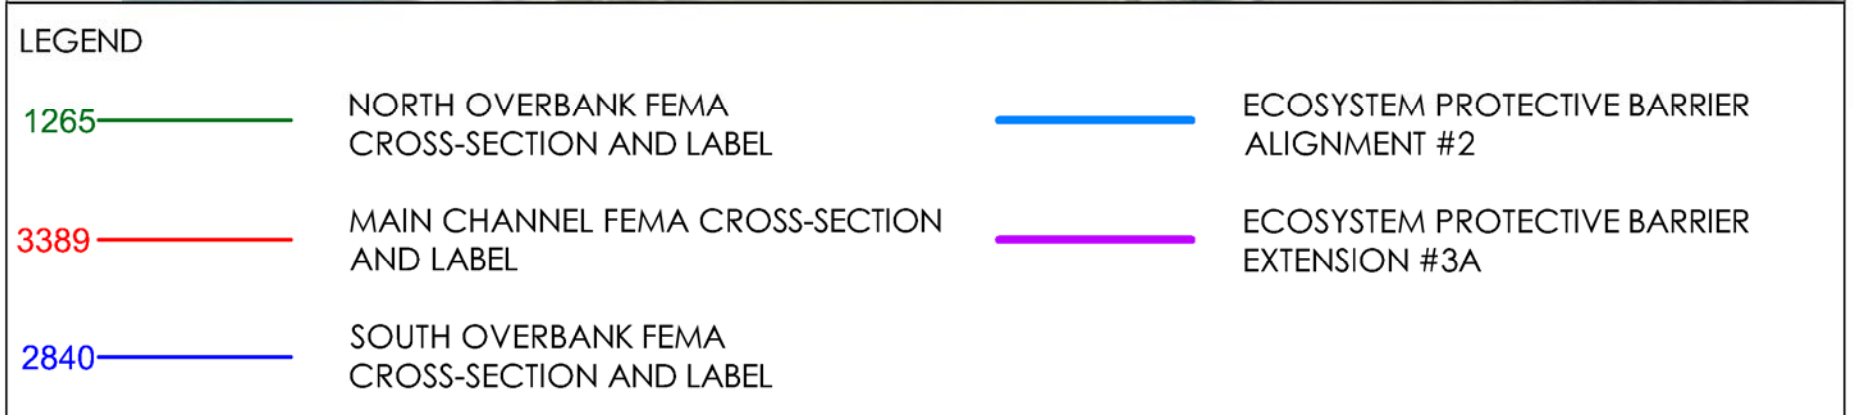 LEGEND
1265
NORTH OVERBANK FEMA
CROSS-SECTION AND LABEL
3389
MAIN CHANNEL FEMA CROSS-SECTION
AND LABEL
2840
SOUTH OVERBANK FEMA
CROSS-SECTION AND LABEL
ECOSYSTEM PROTECTIVE BARRIER
ALIGNMENT #2
ECOSYSTEM PROTECTIVE BARRIER
EXTENSION #3A